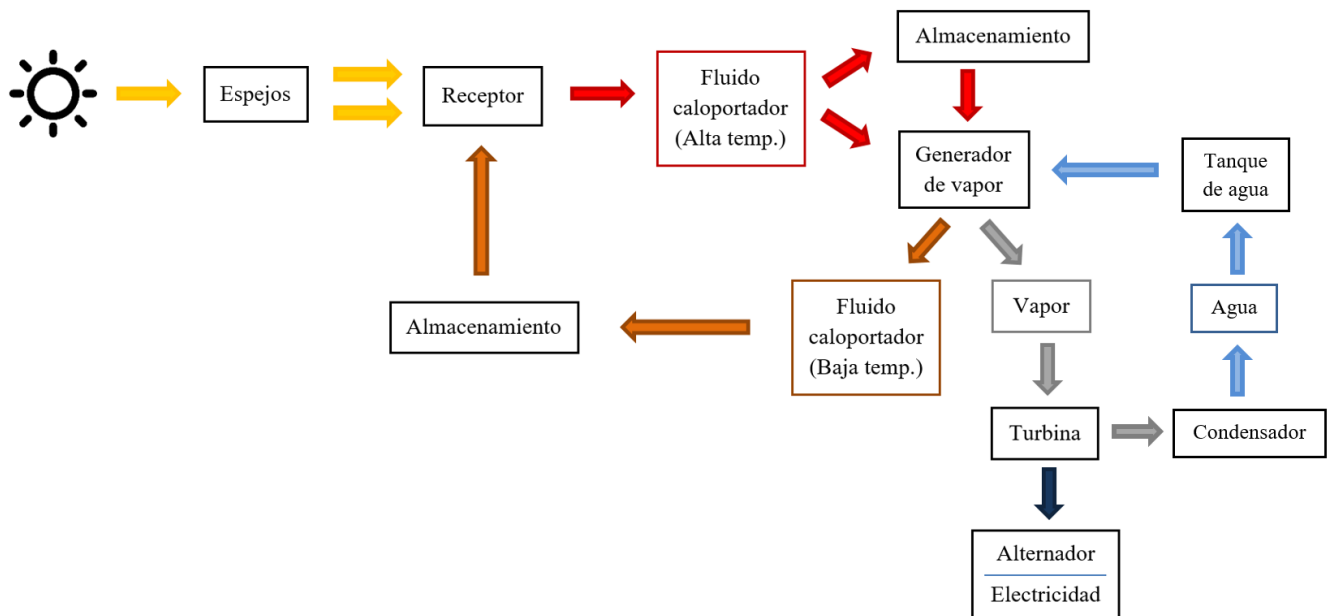 Almacenamiento
Espejos
Receptor
Fluido
caloportador
(Alta temp.)
Generador
de vapor
Tanque
de agua
Almacenamiento
Fluido
caloportador
(Baja temp.)
Vapor
Agua
Turbina
Condensador
Alternador
Electricidad